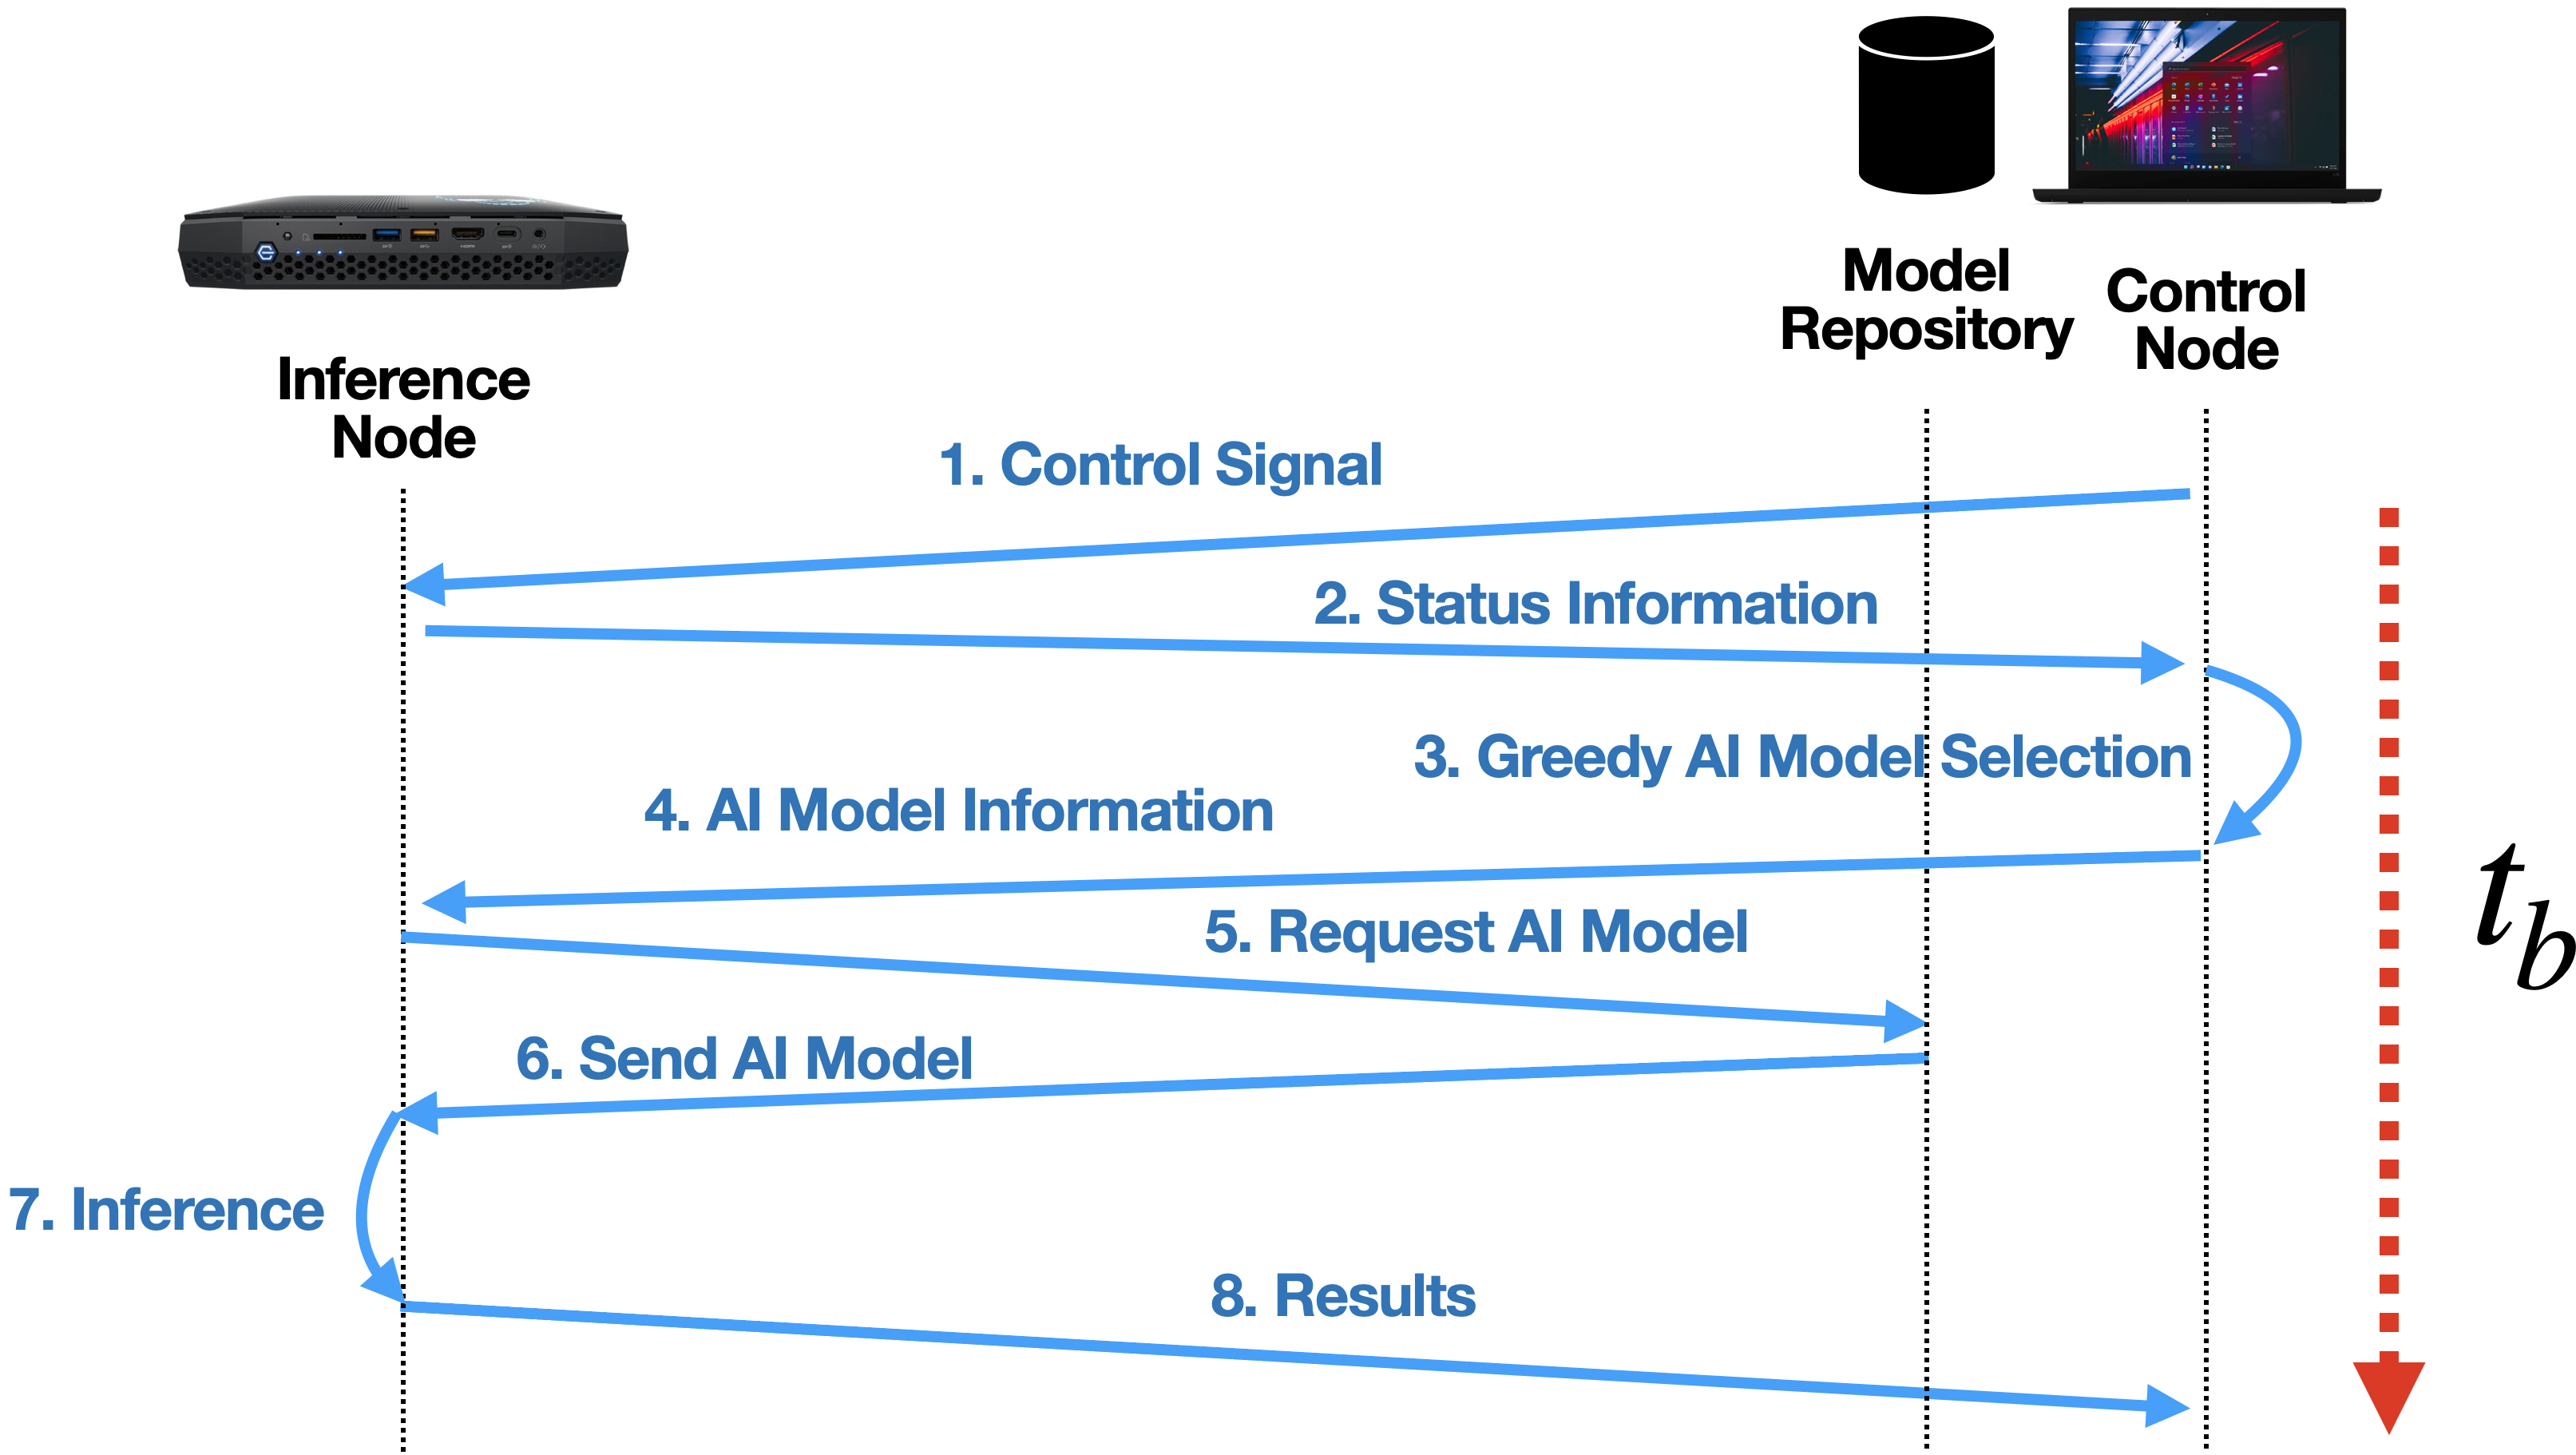 Model
Repository
Control
Node
Inference
Node
1. Control Signal
2. Status Information
3. Greedy AI Model Selection
4. AI Model Information
5. Request AI Model
6. Send AI Model
7. Inference
8. Results
t_b